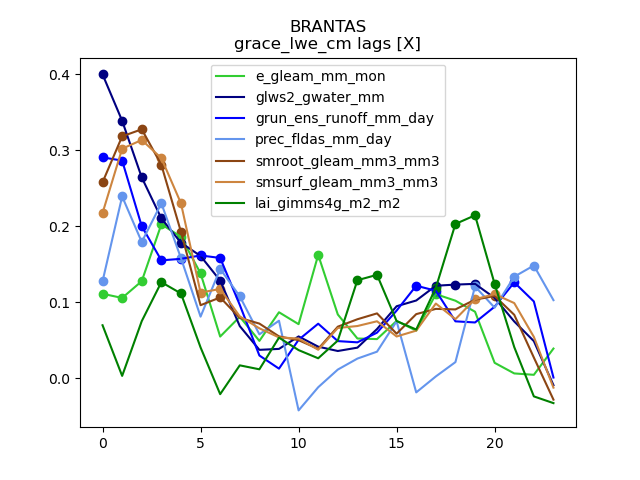 BRANTAS
grace_lwe_cm lags [X]
e_gleam_mm_mon
glws2_gwater_mm
grun_ens_runoff_mm_day
prec_fldas_mm_day
smroot_gleam_mm3_mm3
smsurf_gleam_mm3_mm3
lai_gimms4g_m2_m2
0.4
0.3
0.2
0.1
0.0
0 5 10 15 20